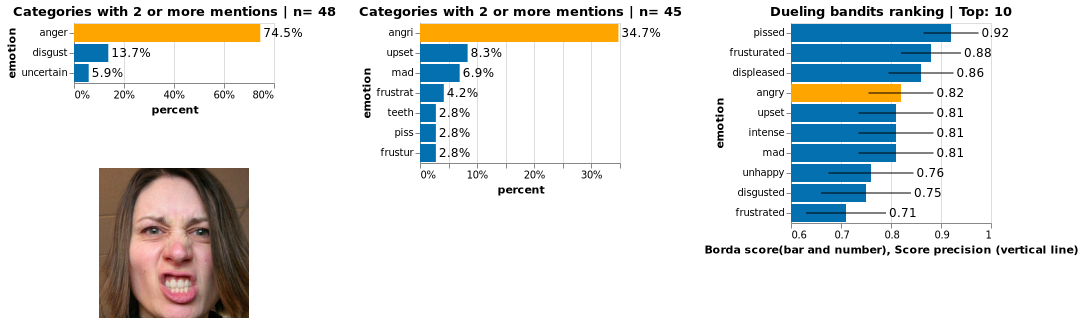 Categories with 2 or more mentions | n= 48
emotion
anger 74.5%
disgust 13.7%
uncertain 5.9%
0% 20% 40% 60% 80%
percent
Categories with 2 or more mentions | n= 45
emotion
angri 34.7%
upset 8.3%
mad 6.9%
frustrat 4.2%
teeth 2.8%
piss 2.8%
frustur 2.8%
0% 10% 20% 30%
percent
Dueling bandits ranking | Top: 10
emotion
pissed 0.92
frusturated 0.88
displeased 0.86
angry 0.82
upset 0.81
intense 0.81
mad 0.81
unhappy 0.76
disgusted 0.75
frustrated 0.71
0.6 0.7 0.8 0.9 1
Borda score(bar and number), Score precision (vertical line)